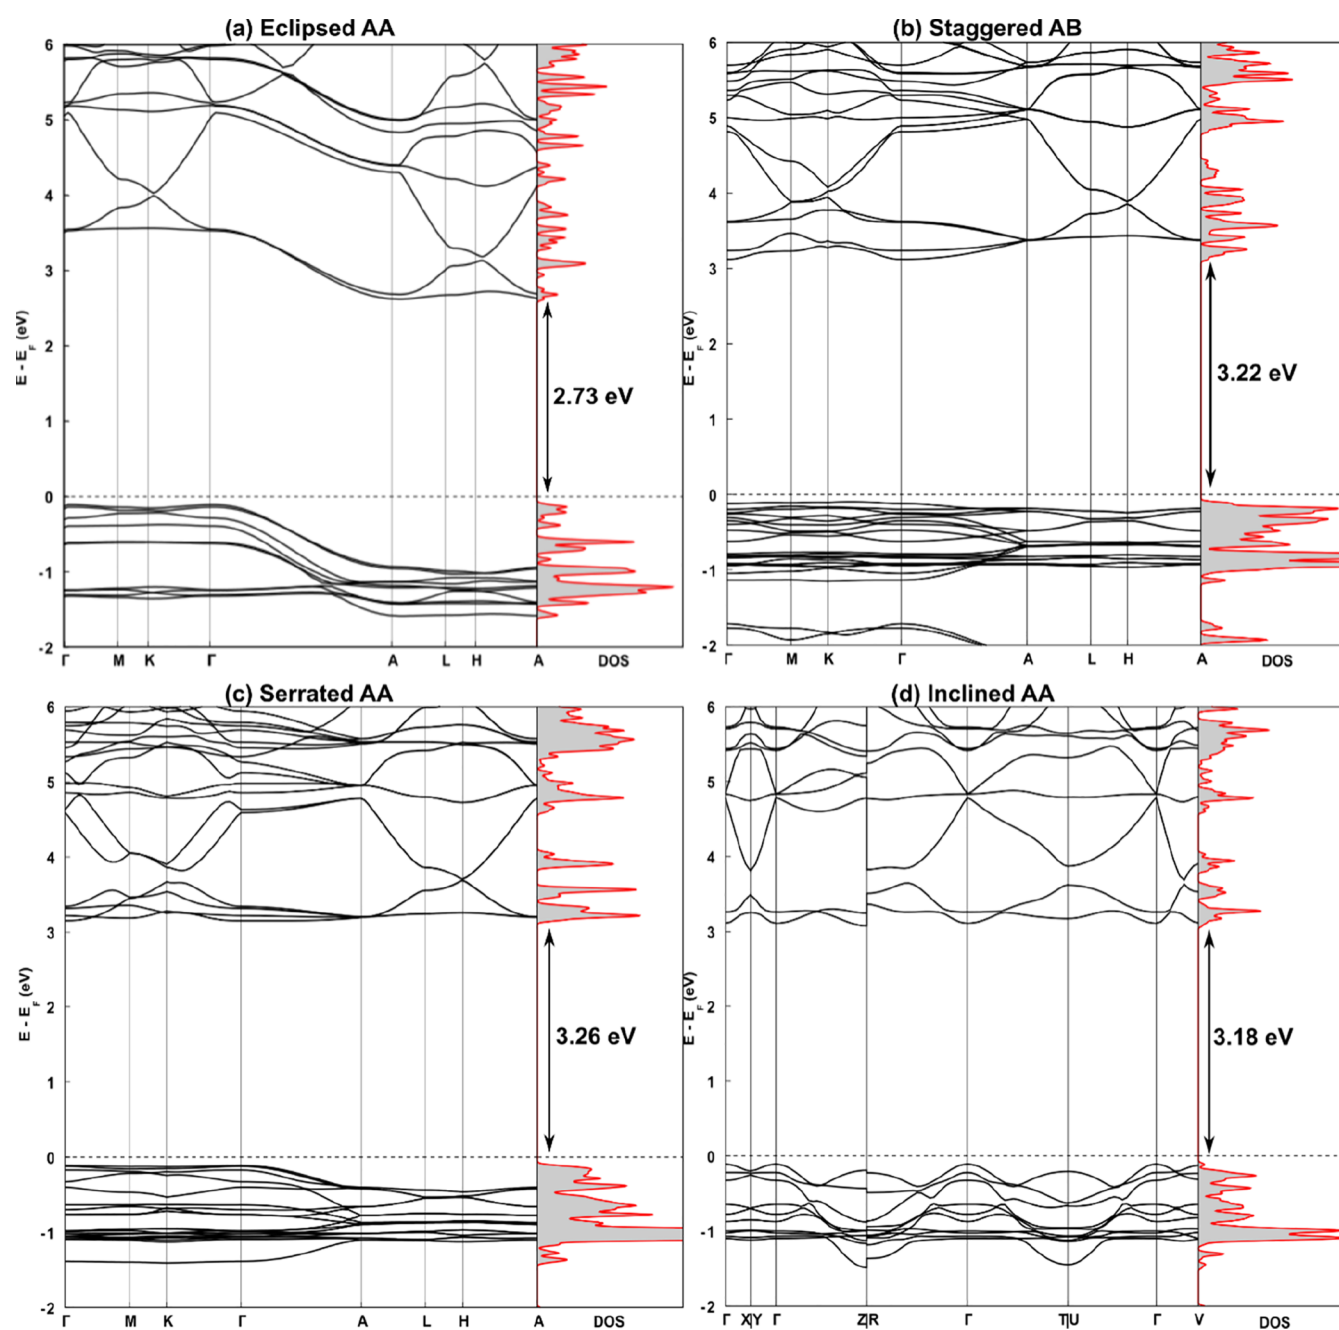 (a) Eclipsed AA
6
5
4
3
2
1
0
-1
-2
E - E_F (eV)
2.73 eV
Γ M K Γ A L H A DOS
(b) Staggered AB
6
5
4
3
2
1
0
-1
-2
E - E_F (eV)
3.22 eV
Γ M K Γ A L H A DOS
(c) Serrated AA
6
5
4
3
2
1
0
-1
-2
E - E_F (eV)
3.26 eV
Γ M K Γ A L H A DOS
(d) Inclined AA
6
5
4
3
2
1
0
-1
-2
E - E_F (eV)
3.18 eV
Γ X|Y Γ Z|R Γ T|U Γ V DOS